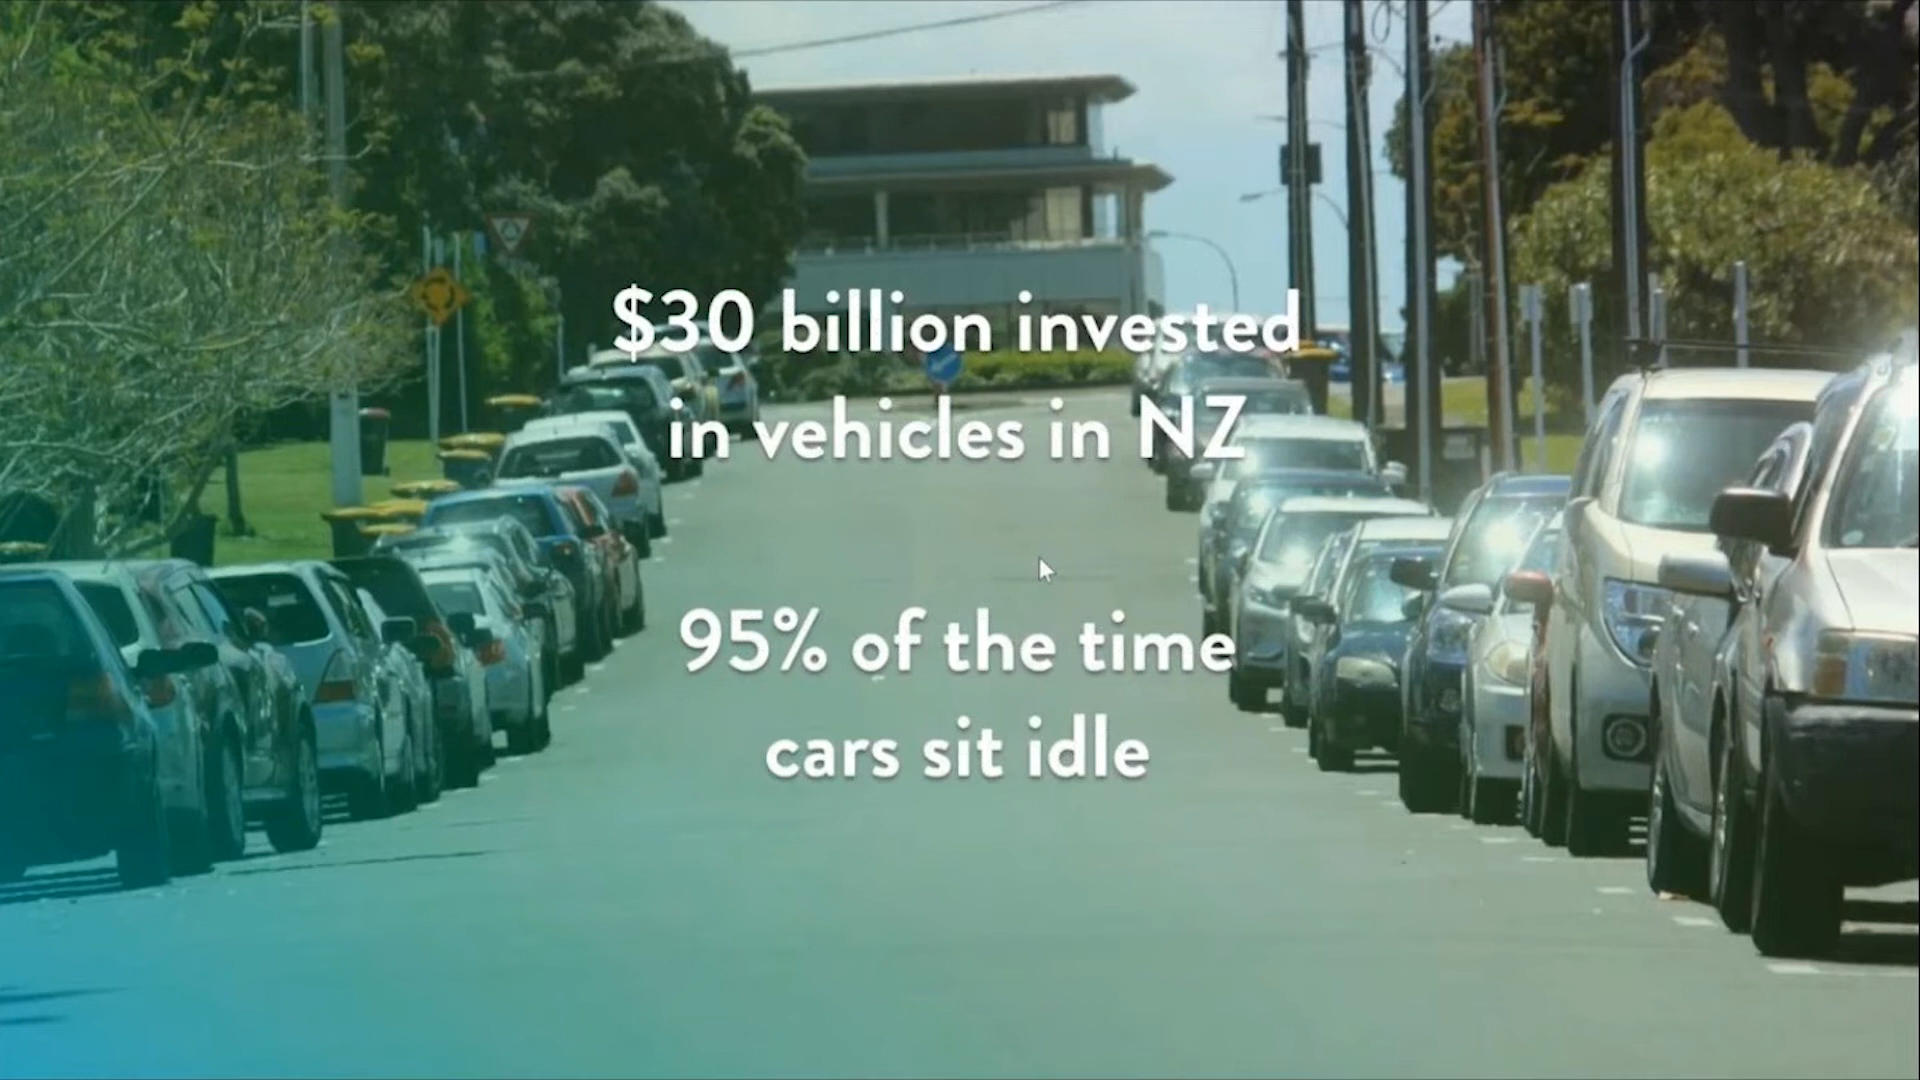 $30 billion invested
in vehicles in NZ
95% of the time
cars sit idle